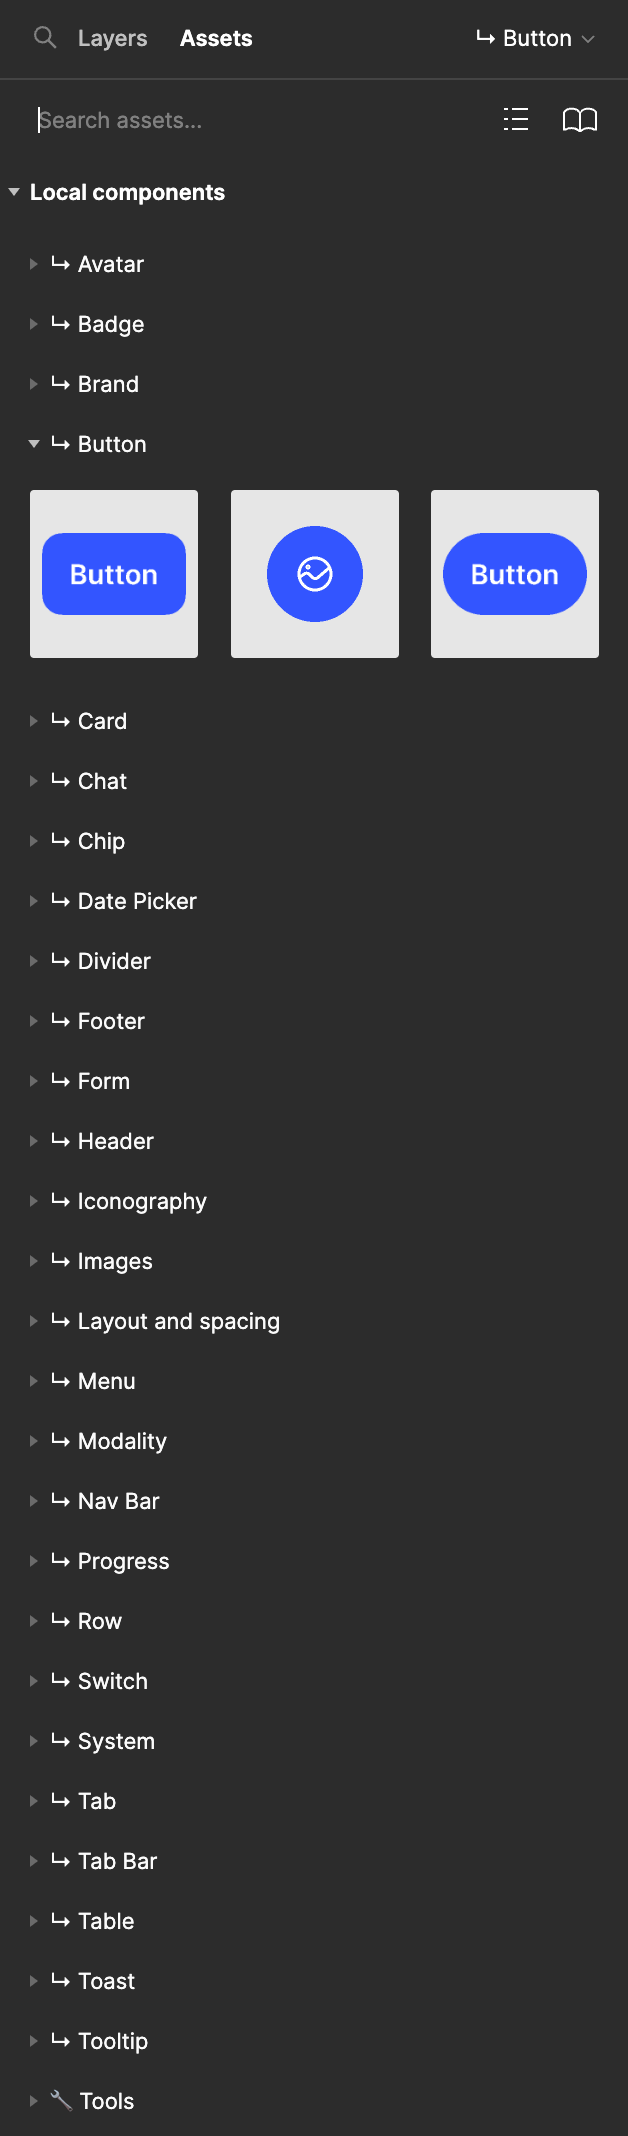 Layers Assets ↳ Button
Search assets...
Local components
↳ Avatar
↳ Badge
↳ Brand
↳ Button
Button Button
↳ Card
↳ Chat
↳ Chip
↳ Date Picker
↳ Divider
↳ Footer
↳ Form
↳ Header
↳ Iconography
↳ Images
↳ Layout and spacing
↳ Menu
↳ Modality
↳ Nav Bar
↳ Progress
↳ Row
↳ Switch
↳ System
↳ Tab
↳ Tab Bar
↳ Table
↳ Toast
↳ Tooltip
🔧 Tools